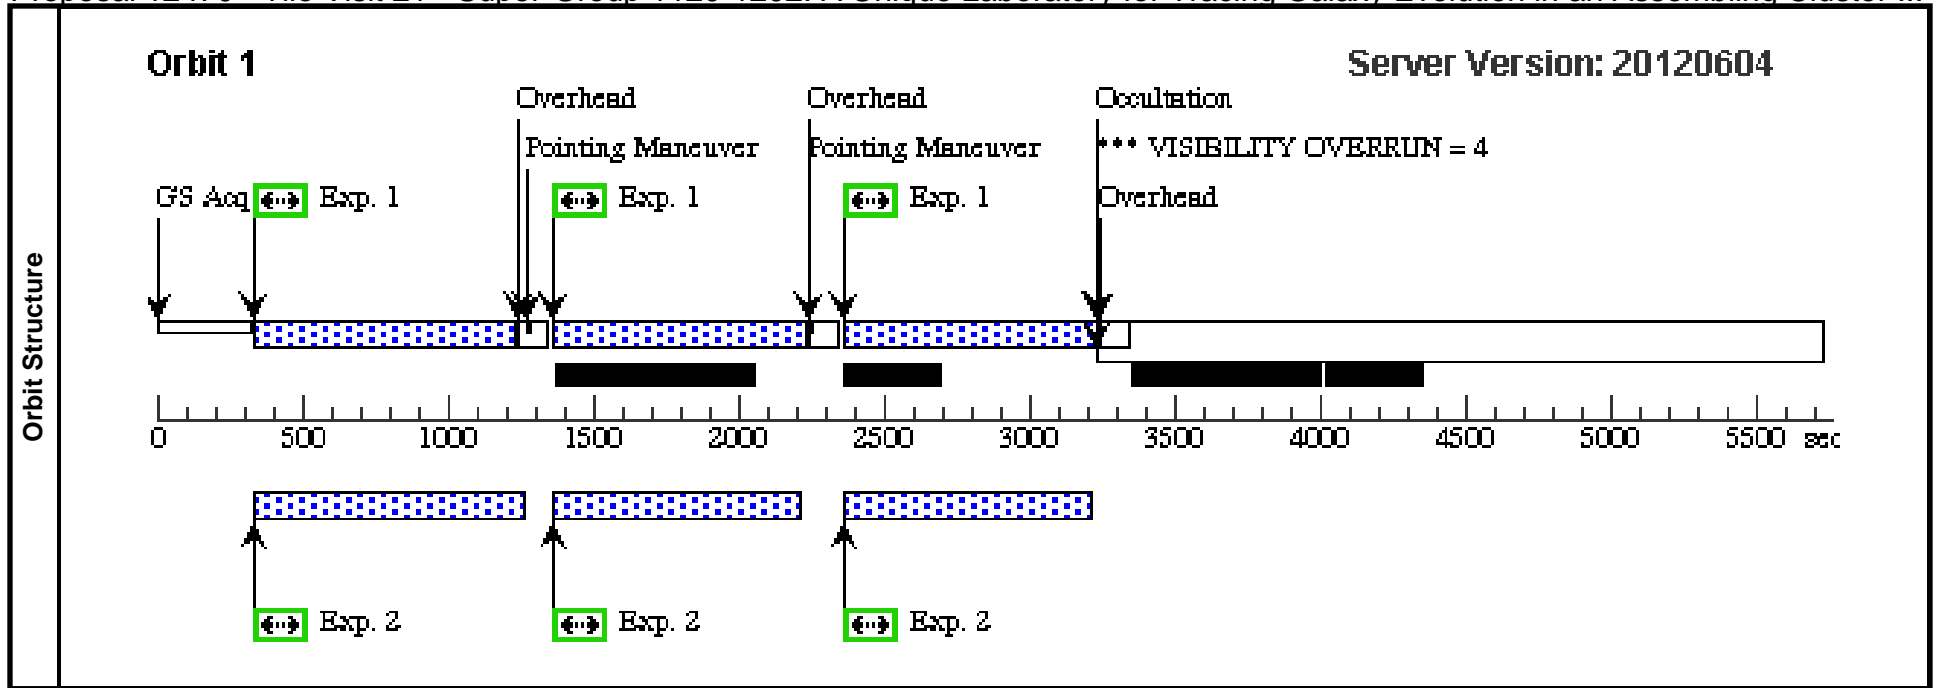 Orbit Structure
Orbit 1
Server Version: 20120604
Overhead
Overhead
Occultation
Pointing Maneuver
Pointing Maneuver
*** VISIBILITY OVERRUN = 4
GS Acq
Exp. 1
Exp. 1
Exp. 1
Overhead
0 500 1000 1500 2000 2500 3000 3500 4000 4500 5000 5500 sec
Exp. 2
Exp. 2
Exp. 2